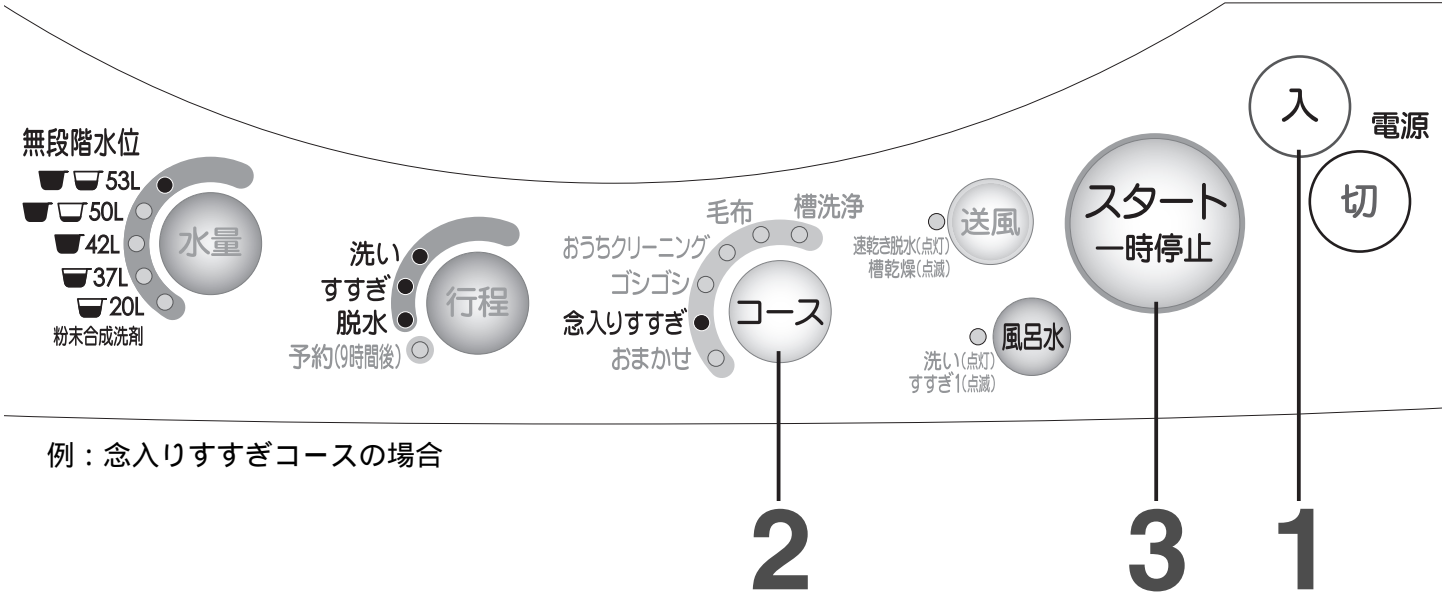 無段階水位
53L
50L
42L
37L
20L
粉末合成洗剤
水量
洗い
すすぎ
脱水
予約(9時間後)
行程
毛布
槽洗浄
おうちクリーニング
ゴシゴシ
念入りすすぎ
おまかせ
コース
送風
速乾き脱水(点灯)
槽乾燥(点滅)
風呂水
洗い(点灯)
すすぎ1(点滅)
スタート
一時停止
入
電源
切
例：念入りすすぎコースの場合
2
3
1